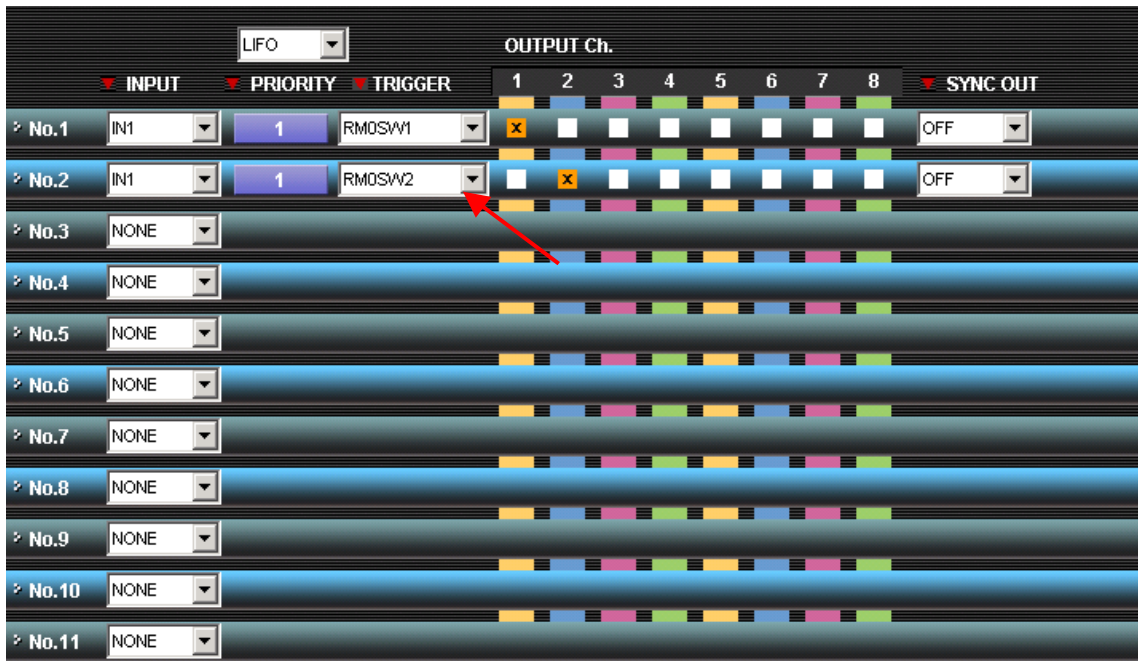 LIFO OUTPUT Ch.
INPUT PRIORITY TRIGGER 1 2 3 4 5 6 7 8 SYNC OUT
No.1 IN1 1 RM0SW1 x OFF
No.2 IN1 1 RM0SW2 x OFF
No.3 NONE
No.4 NONE
No.5 NONE
No.6 NONE
No.7 NONE
No.8 NONE
No.9 NONE
No.10 NONE
No.11 NONE